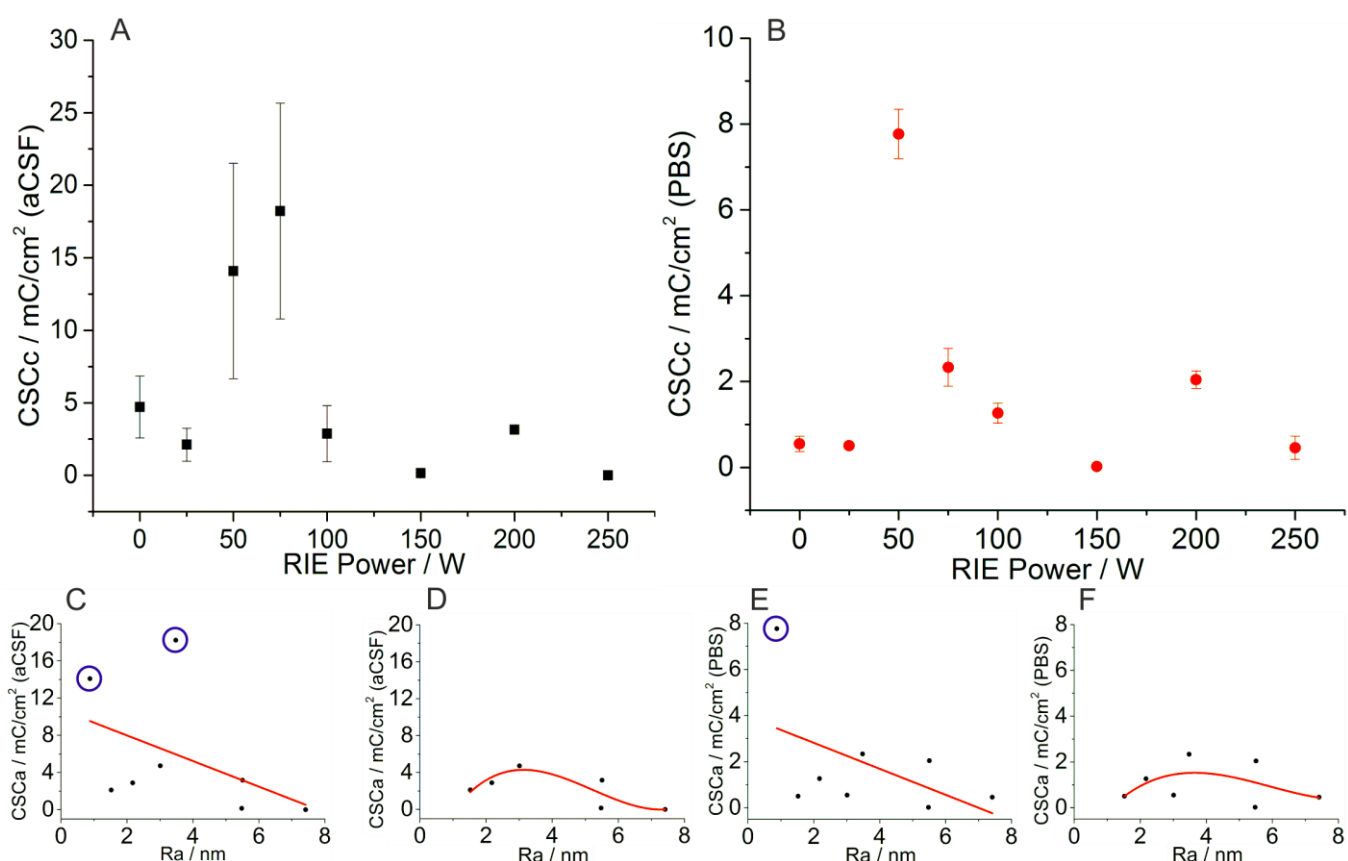 A
30
25
20
15
10
5
0
CSCc / mC/cm² (aCSF)
0 50 100 150 200 250
RIE Power / W
B
10
8
6
4
2
0
CSCc / mC/cm² (PBS)
0 50 100 150 200 250
RIE Power / W
C
20
16
12
8
4
0
CSCa / mC/cm² (aCSF)
0 2 4 6 8
Ra / nm
D
20
16
12
8
4
0
CSCa / mC/cm² (aCSF)
0 2 4 6 8
Ra / nm
E
8
6
4
2
0
CSCa / mC/cm² (PBS)
0 2 4 6 8
Ra / nm
F
8
6
4
2
0
CSCa / mC/cm² (PBS)
0 2 4 6 8
Ra / nm